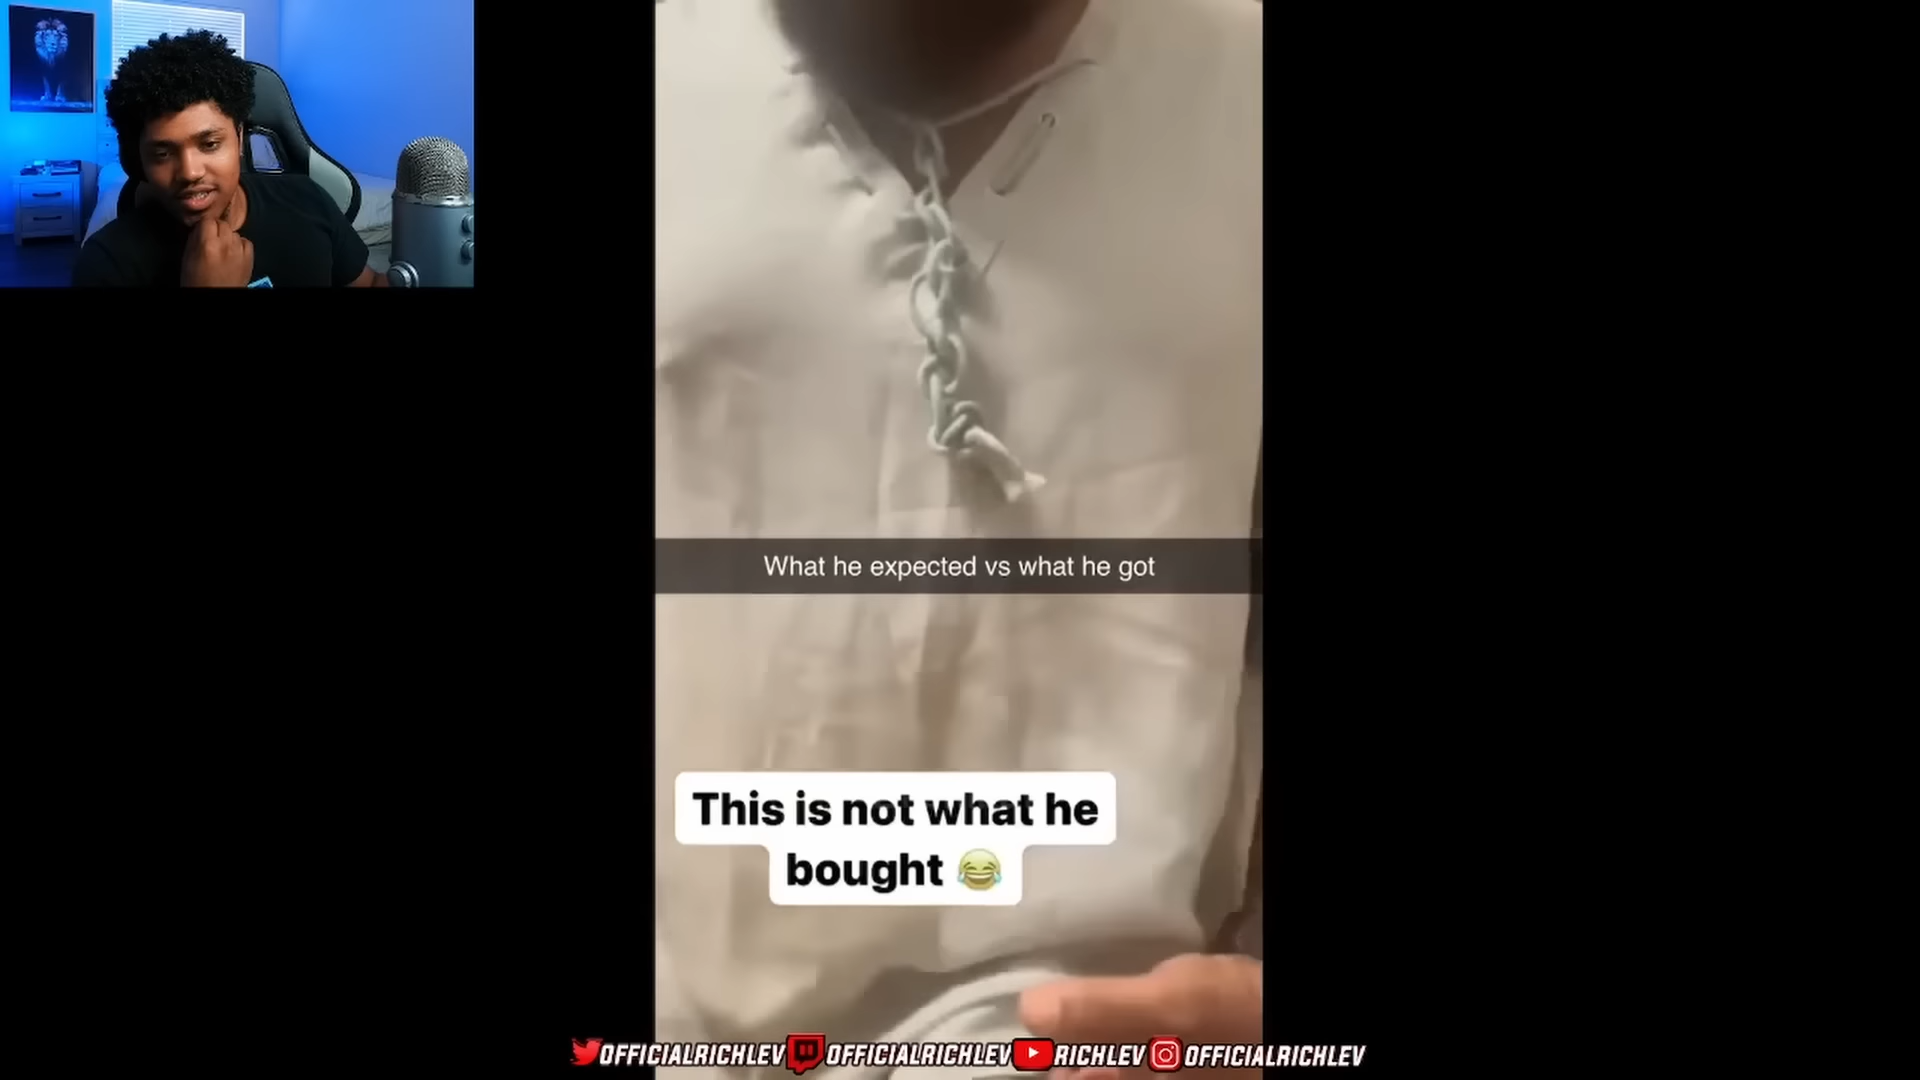 What he expected vs what he got
This is not what he
bought 😂
OFFICIALRICHLEV OFFICIALRICHLEV RICHLEV OFFICIALRICHLEV